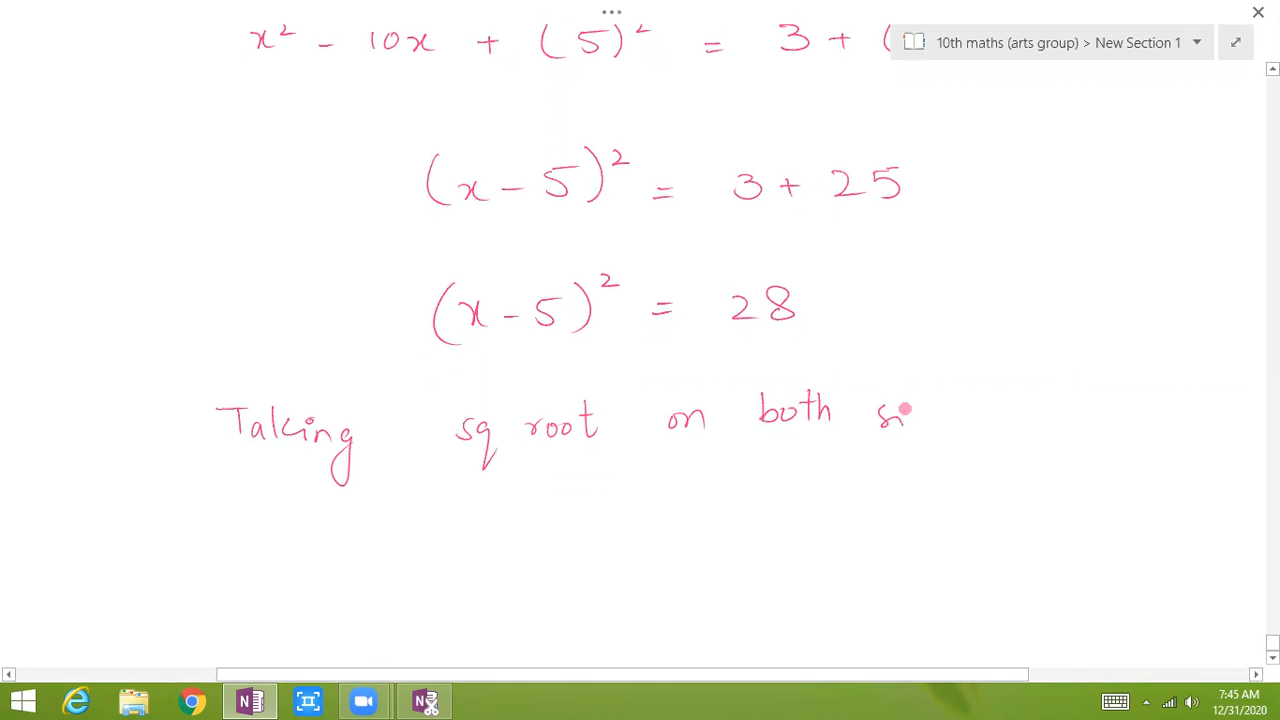 x² - 10x + (5)² = 3 + (
10th maths (arts group) > New Section 1
(x - 5)² = 3 + 25
(x - 5)² = 28
Taking sq root on both si
7:45 AM
12/31/2020